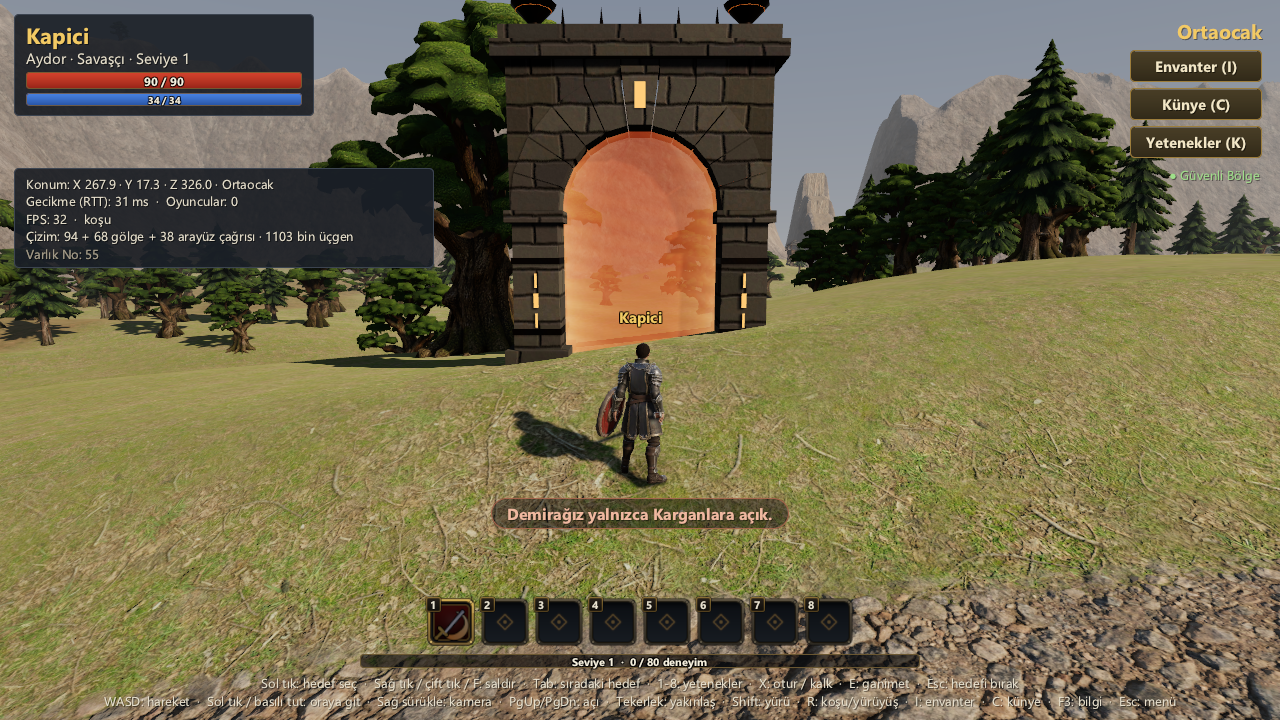 Kapici
Aydor · Savaşçı · Seviye 1
90 / 90
34 / 34
Konum: X 267.9 · Y 17.3 · Z 326.0 · Ortaocak
Gecikme (RTT): 31 ms · Oyuncular: 0
FPS: 32 · koşu
Çizim: 94 + 68 gölge + 38 arayüz çağrısı · 1103 bin üçgen
Varlık No: 55
Ortaocak
Envanter (I)
Künye (C)
Yetenekler (K)
Güvenli Bölge
Kapici
Demirağız yalnızca Karganlara açık.
1 2 3 4 5 6 7 8
Seviye 1 · 0 / 80 deneyim
Sol tık: hedef seç · Sağ tık / çift tık / F: saldır · Tab: sıradaki hedef · 1-8: yetenekler · X: otur / kalk · E: ganimet · Esc: hedefi bırak
WASD: hareket · Sol tık / basılı tut: oraya git · Sağ sürükle: kamera · PgUp/PgDn: açı · Tekerlek: yakınlaş · Shift: yürü · R: koşu/yürüyüş · I: envanter · C: künye · F3: bilgi · Esc: menü